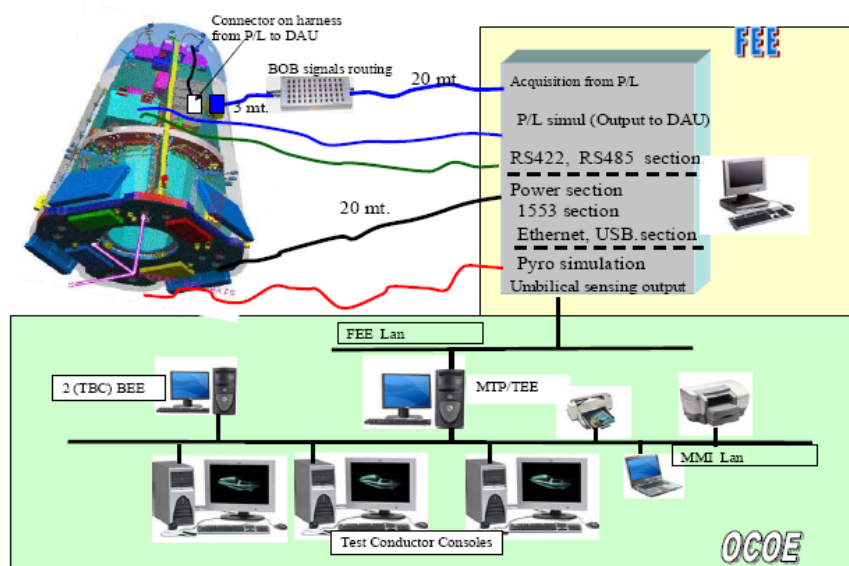 Connector on harness
from P/L to DAU
FEE
BOB signals routing
20 mt.
3 mt.
Acquisition from P/L
P/L simul (Output to DAU)
RS422, RS485 section.
Power section
20 mt.
1553 section
Ethernet, USB.section
Pyro simulation
Umbilical sensing output
FEE Lan
2 (TBC) BEE
MTP/TEE
MMI Lan
Test Conductor Consoles
OCOE